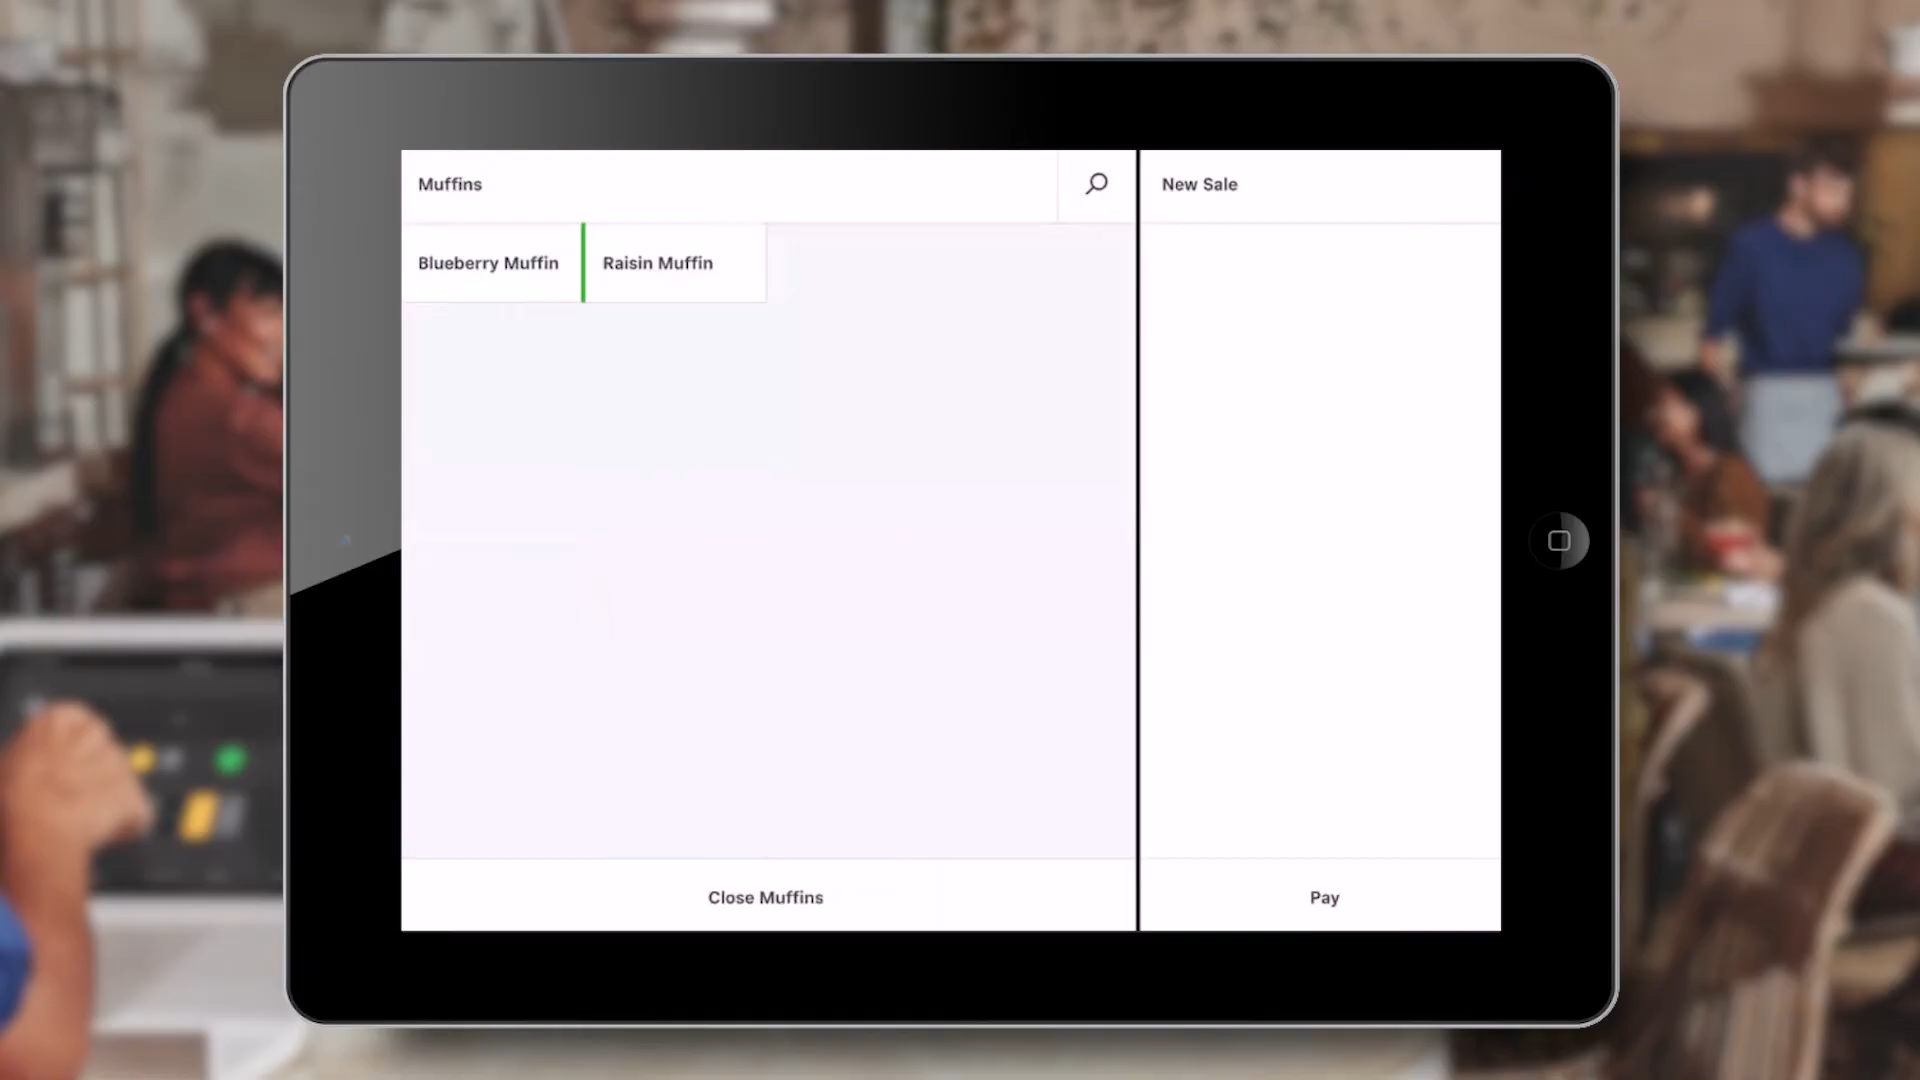 Muffins
New Sale
Blueberry Muffin
Raisin Muffin
Close Muffins
Pay